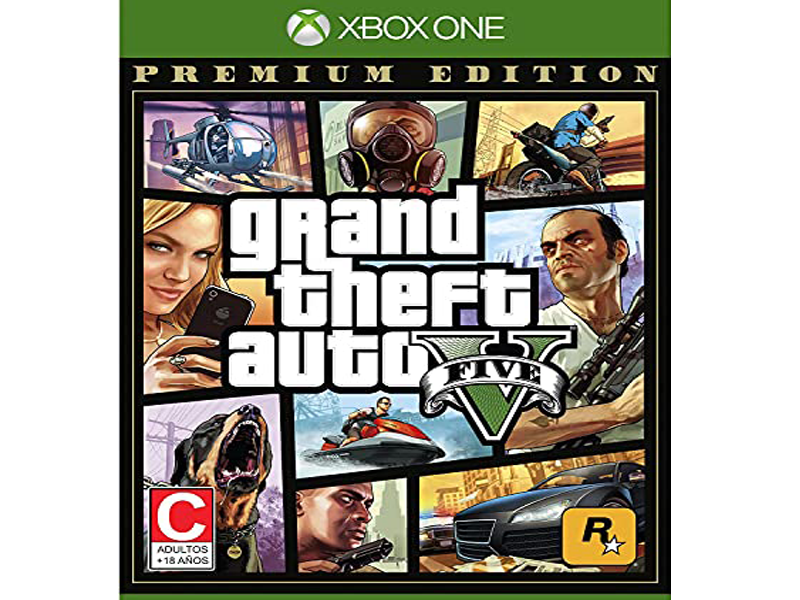 XBOX ONE
PREMIUM EDITION
grand
theft
auto V
FIVE
C
ADULTOS
+18 AÑOS
R